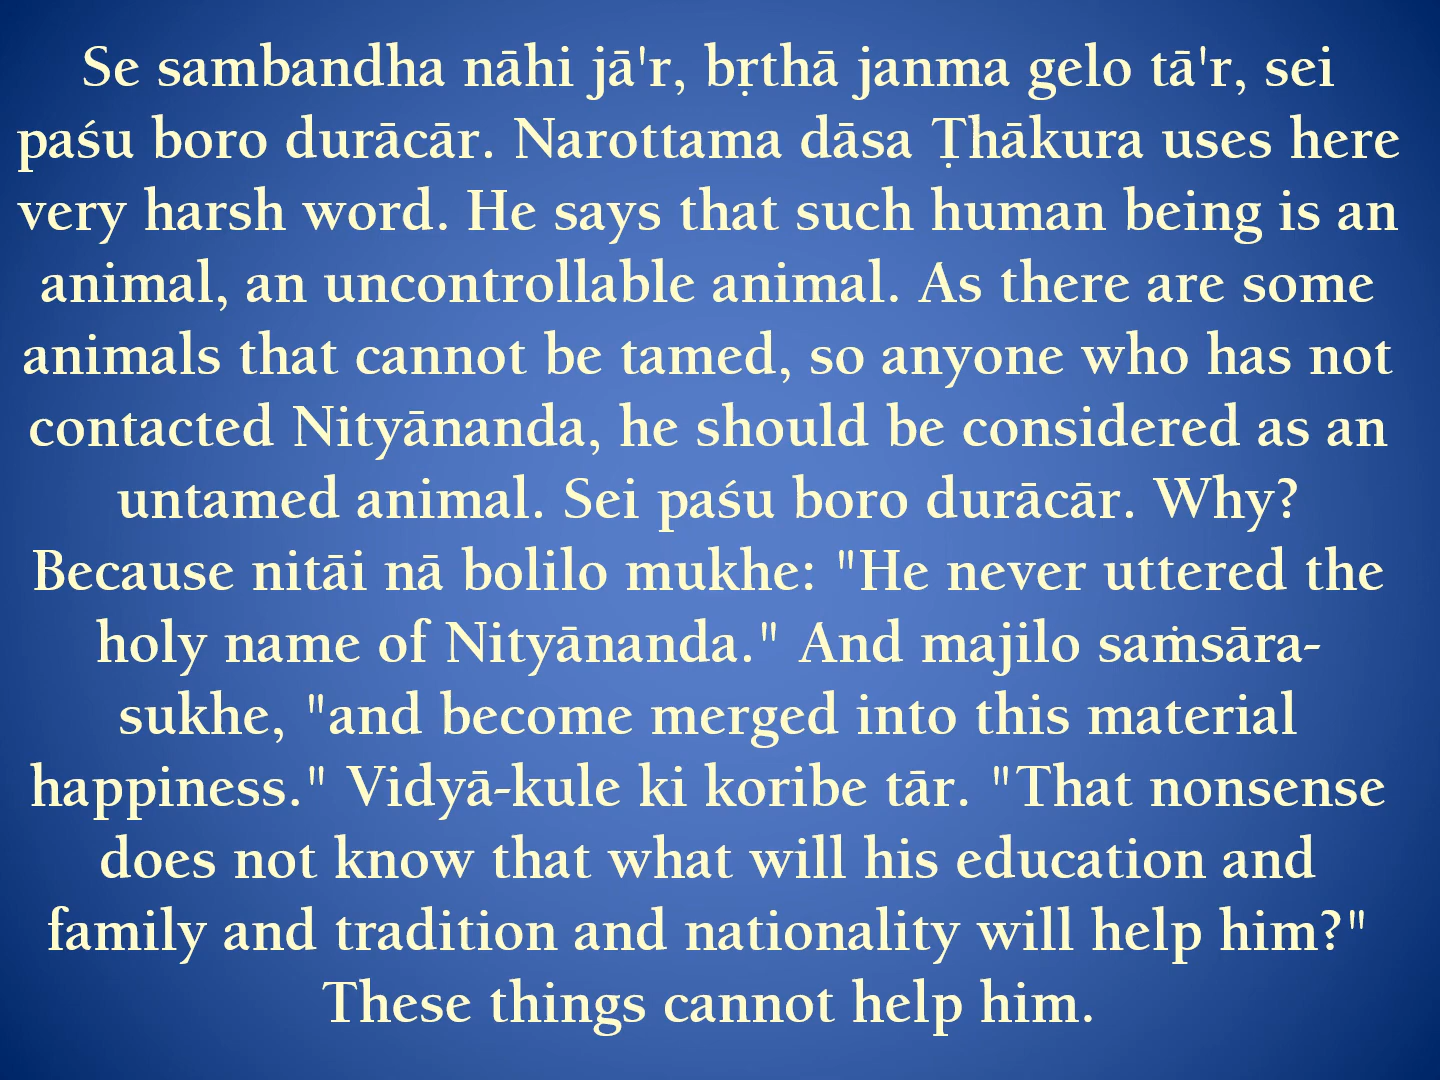 Se sambandha nāhi jā'r, bṛthā janma gelo tā'r, sei
paśu boro durācār. Narottama dāsa Ṭhākura uses here
very harsh word. He says that such human being is an
animal, an uncontrollable animal. As there are some
animals that cannot be tamed, so anyone who has not
contacted Nityānanda, he should be considered as an
untamed animal. Sei paśu boro durācār. Why?
Because nitāi nā bolilo mukhe: "He never uttered the
holy name of Nityānanda." And majilo saṁsāra-
sukhe, "and become merged into this material
happiness." Vidyā-kule ki koribe tār. "That nonsense
does not know that what will his education and
family and tradition and nationality will help him?"
These things cannot help him.